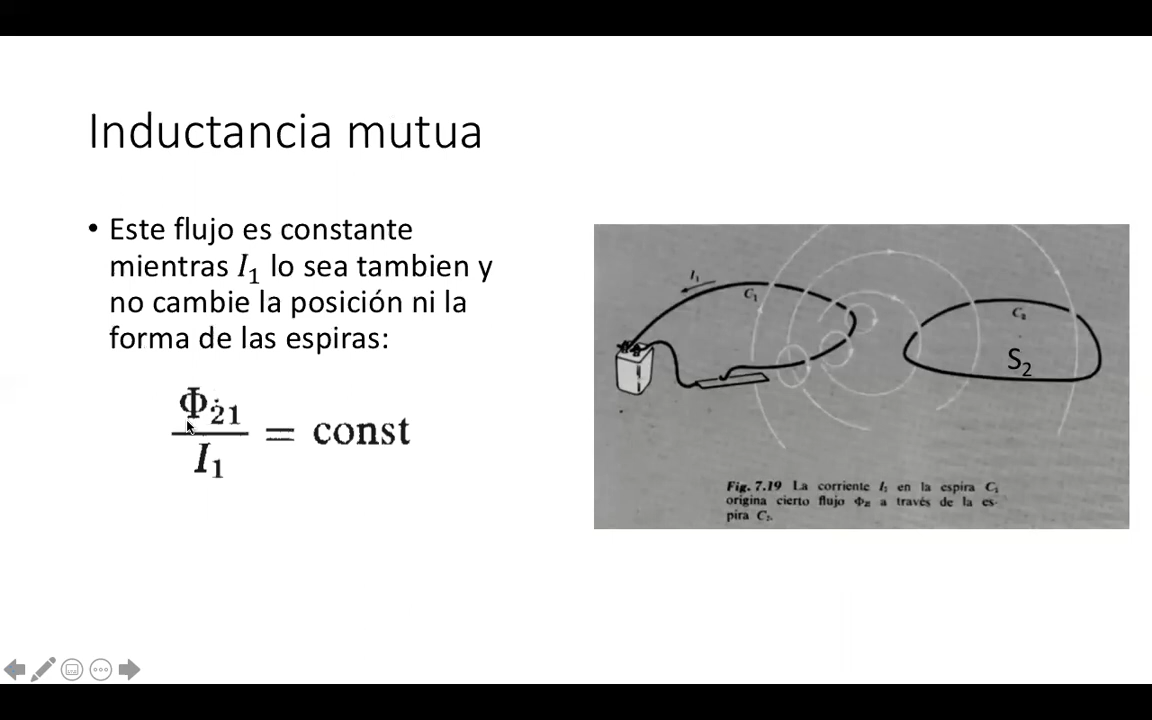 Inductancia mutua
• Este flujo es constante
mientras I₁ lo sea tambien y
no cambie la posición ni la
forma de las espiras:
Φ₂₁
I₁
= const
I₁
C₁
C₂
S₂
Fig. 7.19 La corriente I₁ en la espira C₁
origina cierto flujo Φ₂₁ a través de la es-
pira C₂.